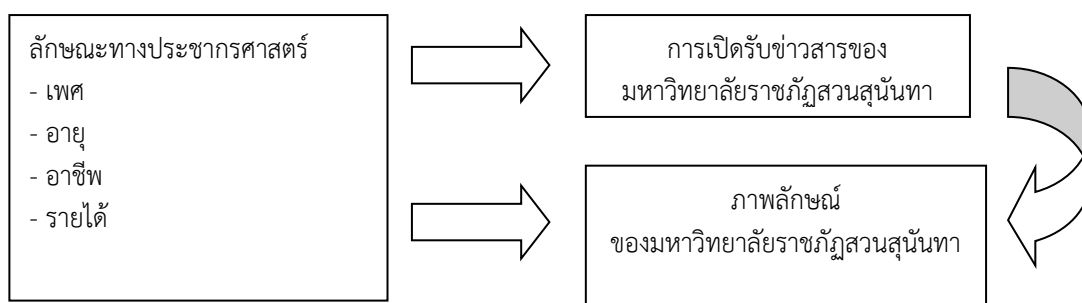 ลักษณะทางประชากรศาสตร์
- เพศ
- อายุ
- อาชีพ
- รายได้
การเปิดรับข่าวสารของ
มหาวิทยาลัยราชภัฏสวนสุนันทา
ภาพลักษณ์
ของมหาวิทยาลัยราชภัฏสวนสุนันทา